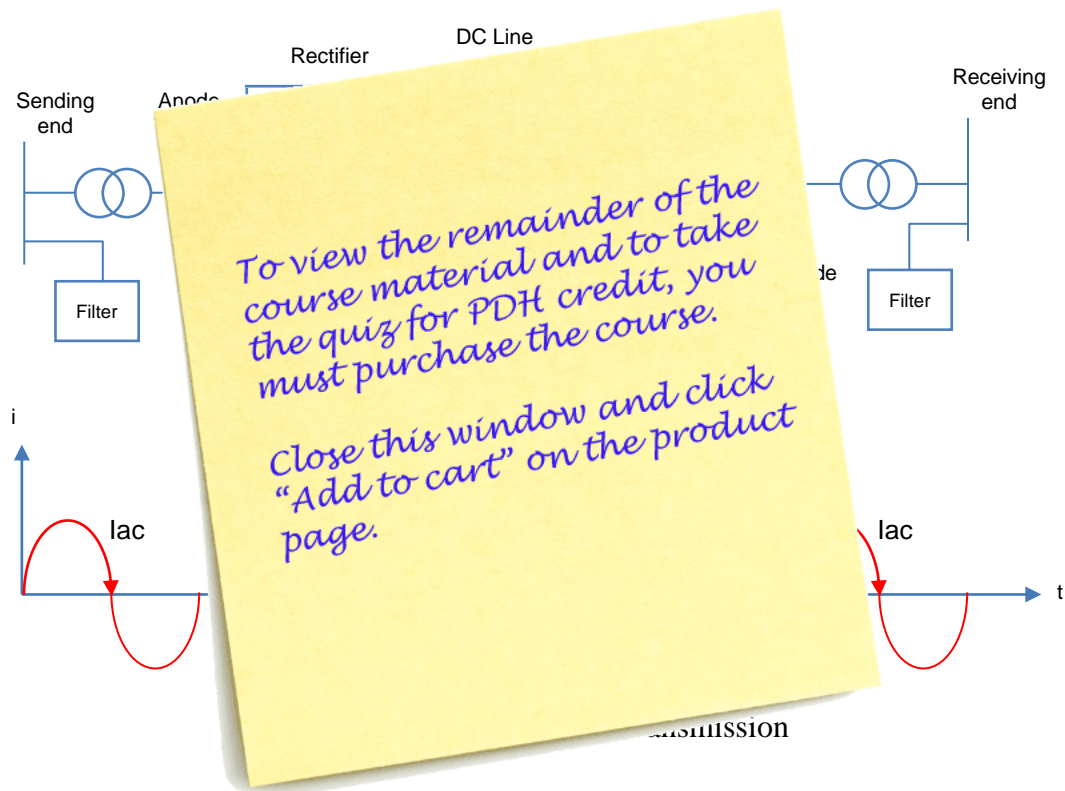 DC Line
Rectifier
Receiving
end
Sending
end
Anode
Filter
Filter
To view the remainder of the
course material and to take
the quiz for PDH credit, you
must purchase the course.
Close this window and click
“Add to cart” on the product
page.
i
Iac
Iac
t